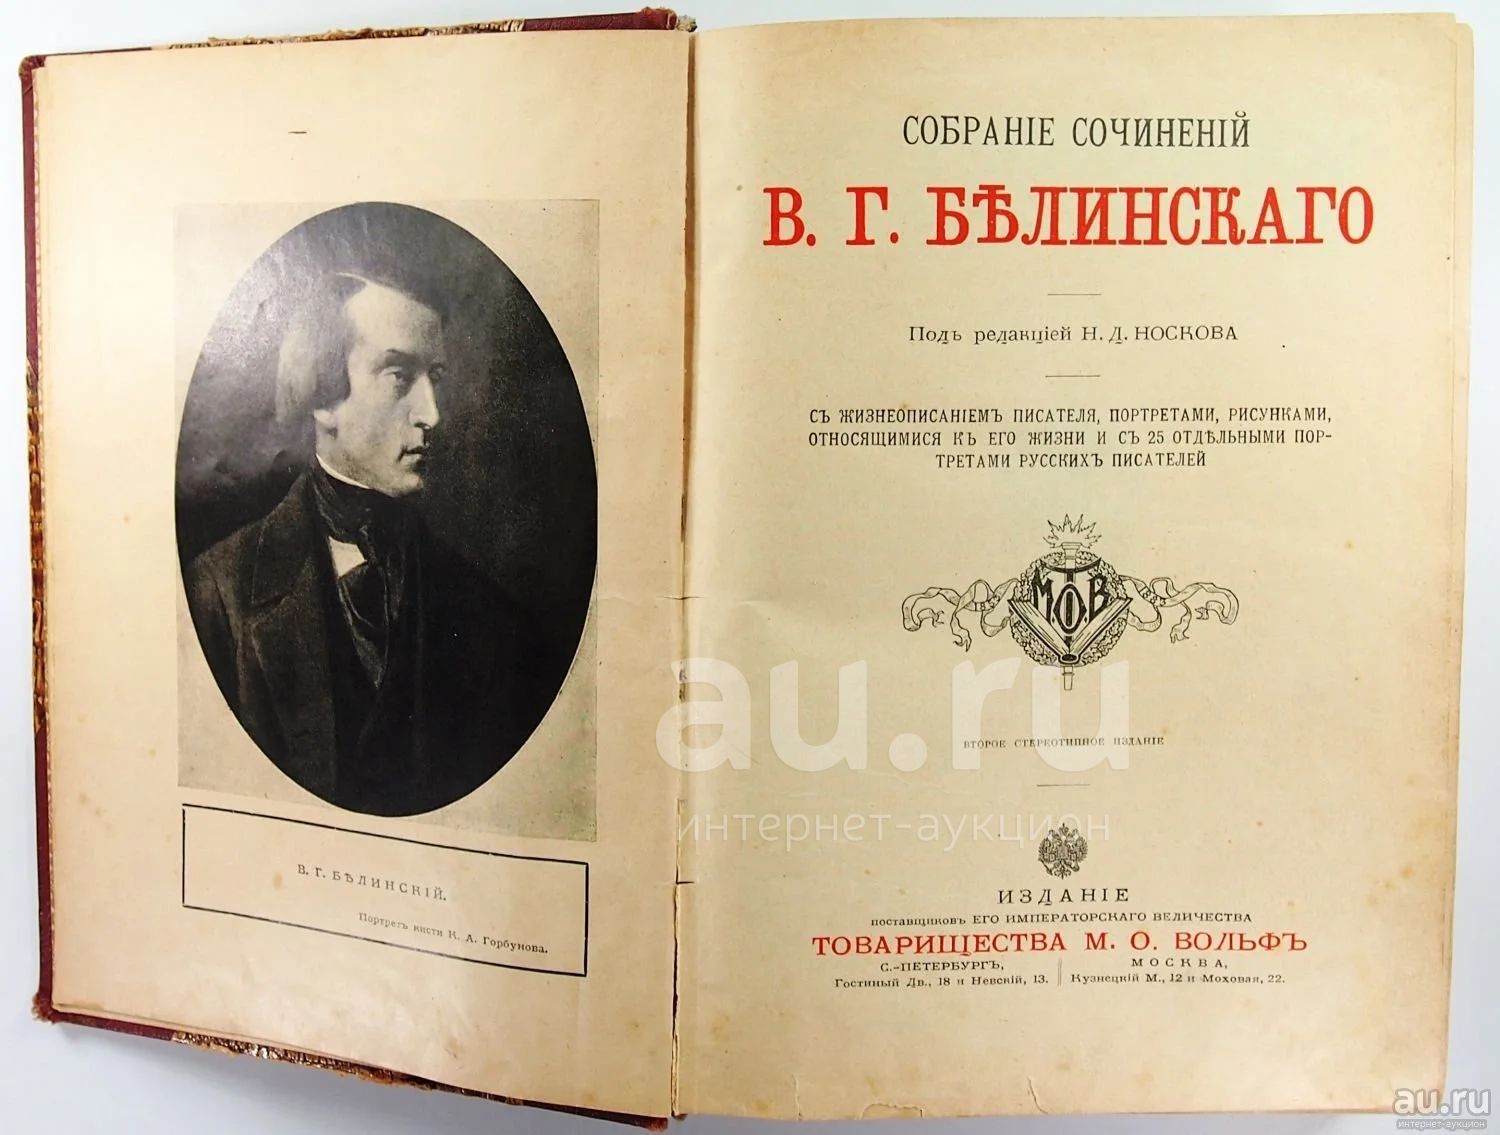 В. Г. БѢЛИНСКІЙ.
Портретъ кисти К. А. Горбунова.
СОБРАНІЕ СОЧИНЕНІЙ
В. Г. БѢЛИНСКАГО
Подъ редакціей Н. Д. НОСКОВА
СЪ ЖИЗНЕОПИСАНІЕМЪ ПИСАТЕЛЯ, ПОРТРЕТАМИ, РИСУНКАМИ,
ОТНОСЯЩИМИСЯ КЪ ЕГО ЖИЗНИ И СЪ 25 ОТДѢЛЬНЫМИ ПОР-
ТРЕТАМИ РУССКИХЪ ПИСАТЕЛЕЙ
М.О.В
ВТОРОЕ СТЕРЕОТИПНОЕ ИЗДАНІЕ
au.ru
интернет-аукцион
ИЗДАНІЕ
поставщиковъ ЕГО ИМПЕРАТОРСКАГО ВЕЛИЧЕСТВА
ТОВАРИЩЕСТВА М. О. ВОЛЬФЪ
С.-ПЕТЕРБУРГЪ,
Гостиный Дв., 18 и Невскій, 13.
МОСКВА,
Кузнецкій М., 12 и Моховая, 22.
au.ru
интернет-аукцион